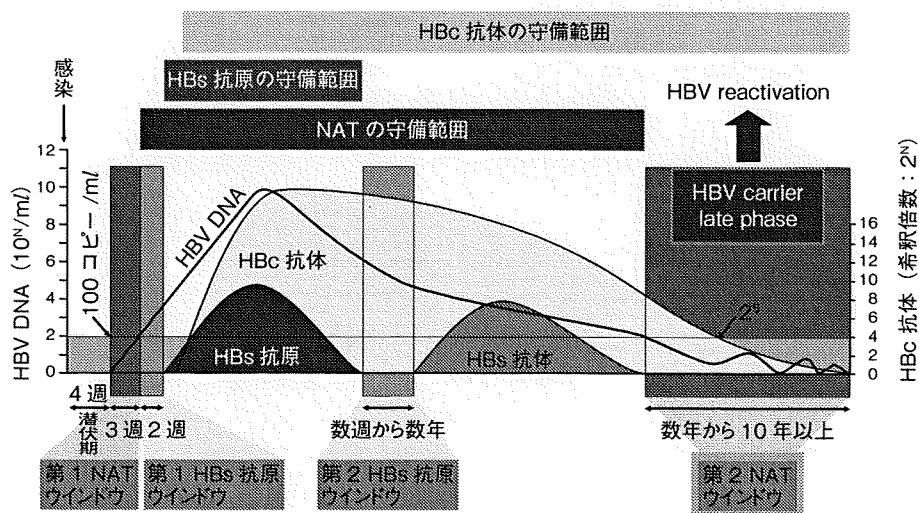 HBc 抗体の守備範囲
感染
HBs 抗原の守備範囲
HBV reactivation
NAT の守備範囲
HBV DNA (10ᴺ/mℓ)
12
10
8
6
4
2
0
100 コピー/mℓ
HBV DNA
HBc 抗体
HBs 抗原
HBs 抗体
HBV carrier
late phase
HBc 抗体 (希釈倍数:2ᴺ)
16
14
12
10
8
6
4
2
0
4週
潜伏期
3週
2週
数週から数年
数年から 10 年以上
第 1 NAT
ウインドウ
第 1 HBs 抗原
ウインドウ
第 2 HBs 抗原
ウインドウ
第 2 NAT
ウインドウ